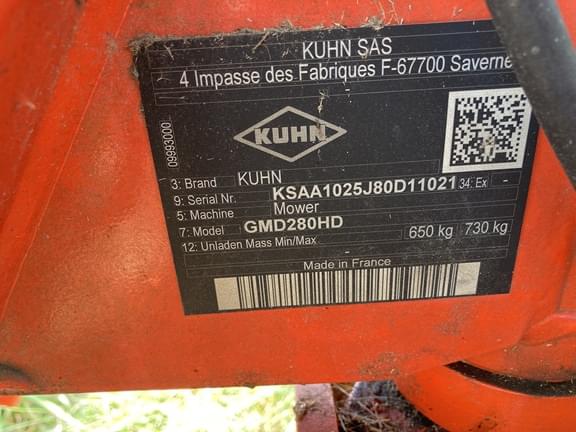 KUHN SAS
4 Impasse des Fabriques F-67700 Saverne
KUHN
09993000
3: Brand KUHN
9: Serial Nr. KSAA1025J80D11021 34: Ex -
5: Machine Mower
7: Model GMD280HD
12: Unladen Mass Min/Max 650 kg 730 kg
Made in France